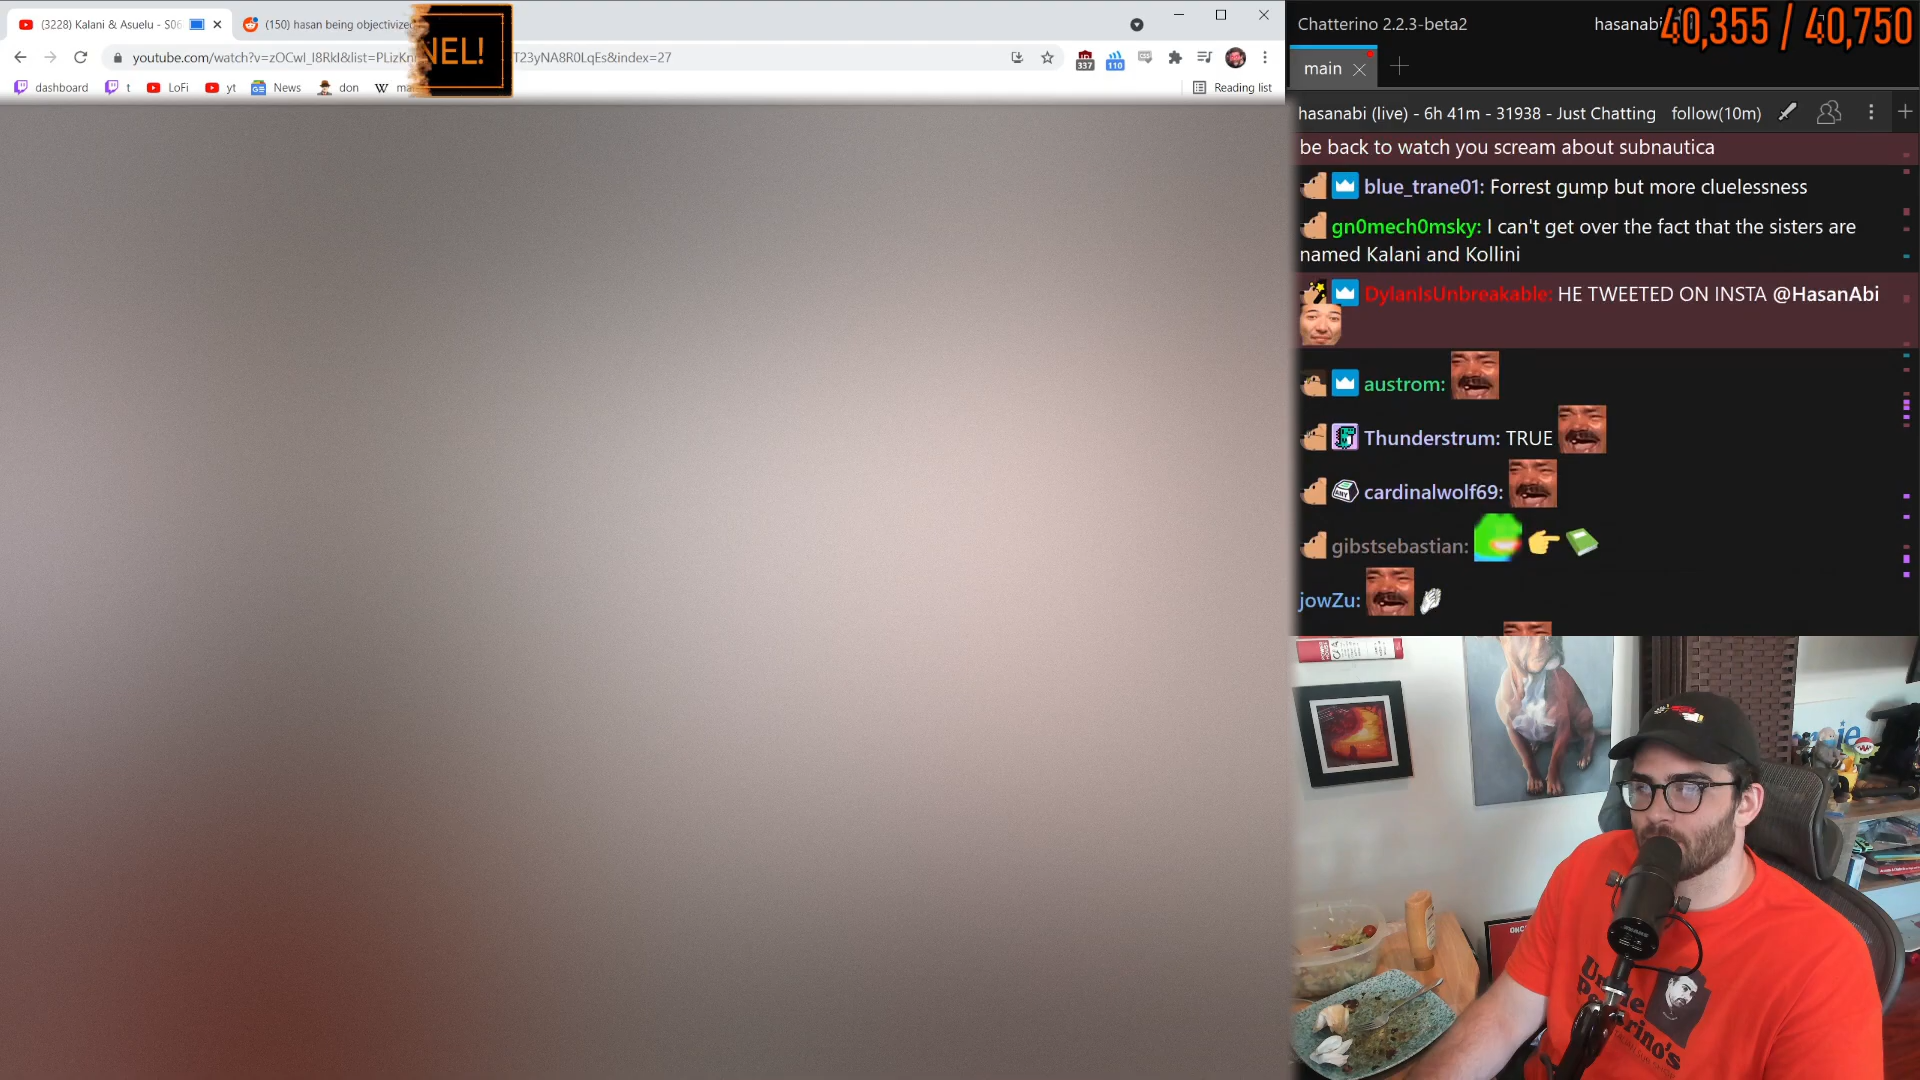 (3228) Kalani & Asuelu - S06
(150) hasan being objectivized
NEL!
youtube.com/watch?v=zOCwI_I8RkI&list=PLizKn
T23yNA8R0LqEs&index=27
337
110
dashboard
t
LoFi
yt
News
don
Reading list
Chatterino 2.2.3-beta2
hasanabi
40,355 / 40,750
main
hasanabi (live) - 6h 41m - 31938 - Just Chatting
follow(10m)
be back to watch you scream about subnautica
blue_trane01: Forrest gump but more cluelessness
gn0mech0msky: I can't get over the fact that the sisters are
named Kalani and Kollini
DylanIsUnbreakable: HE TWEETED ON INSTA @HasanAbi
austrom:
Thunderstrum: TRUE
cardinalwolf69:
gibstsebastian:
jowZu: